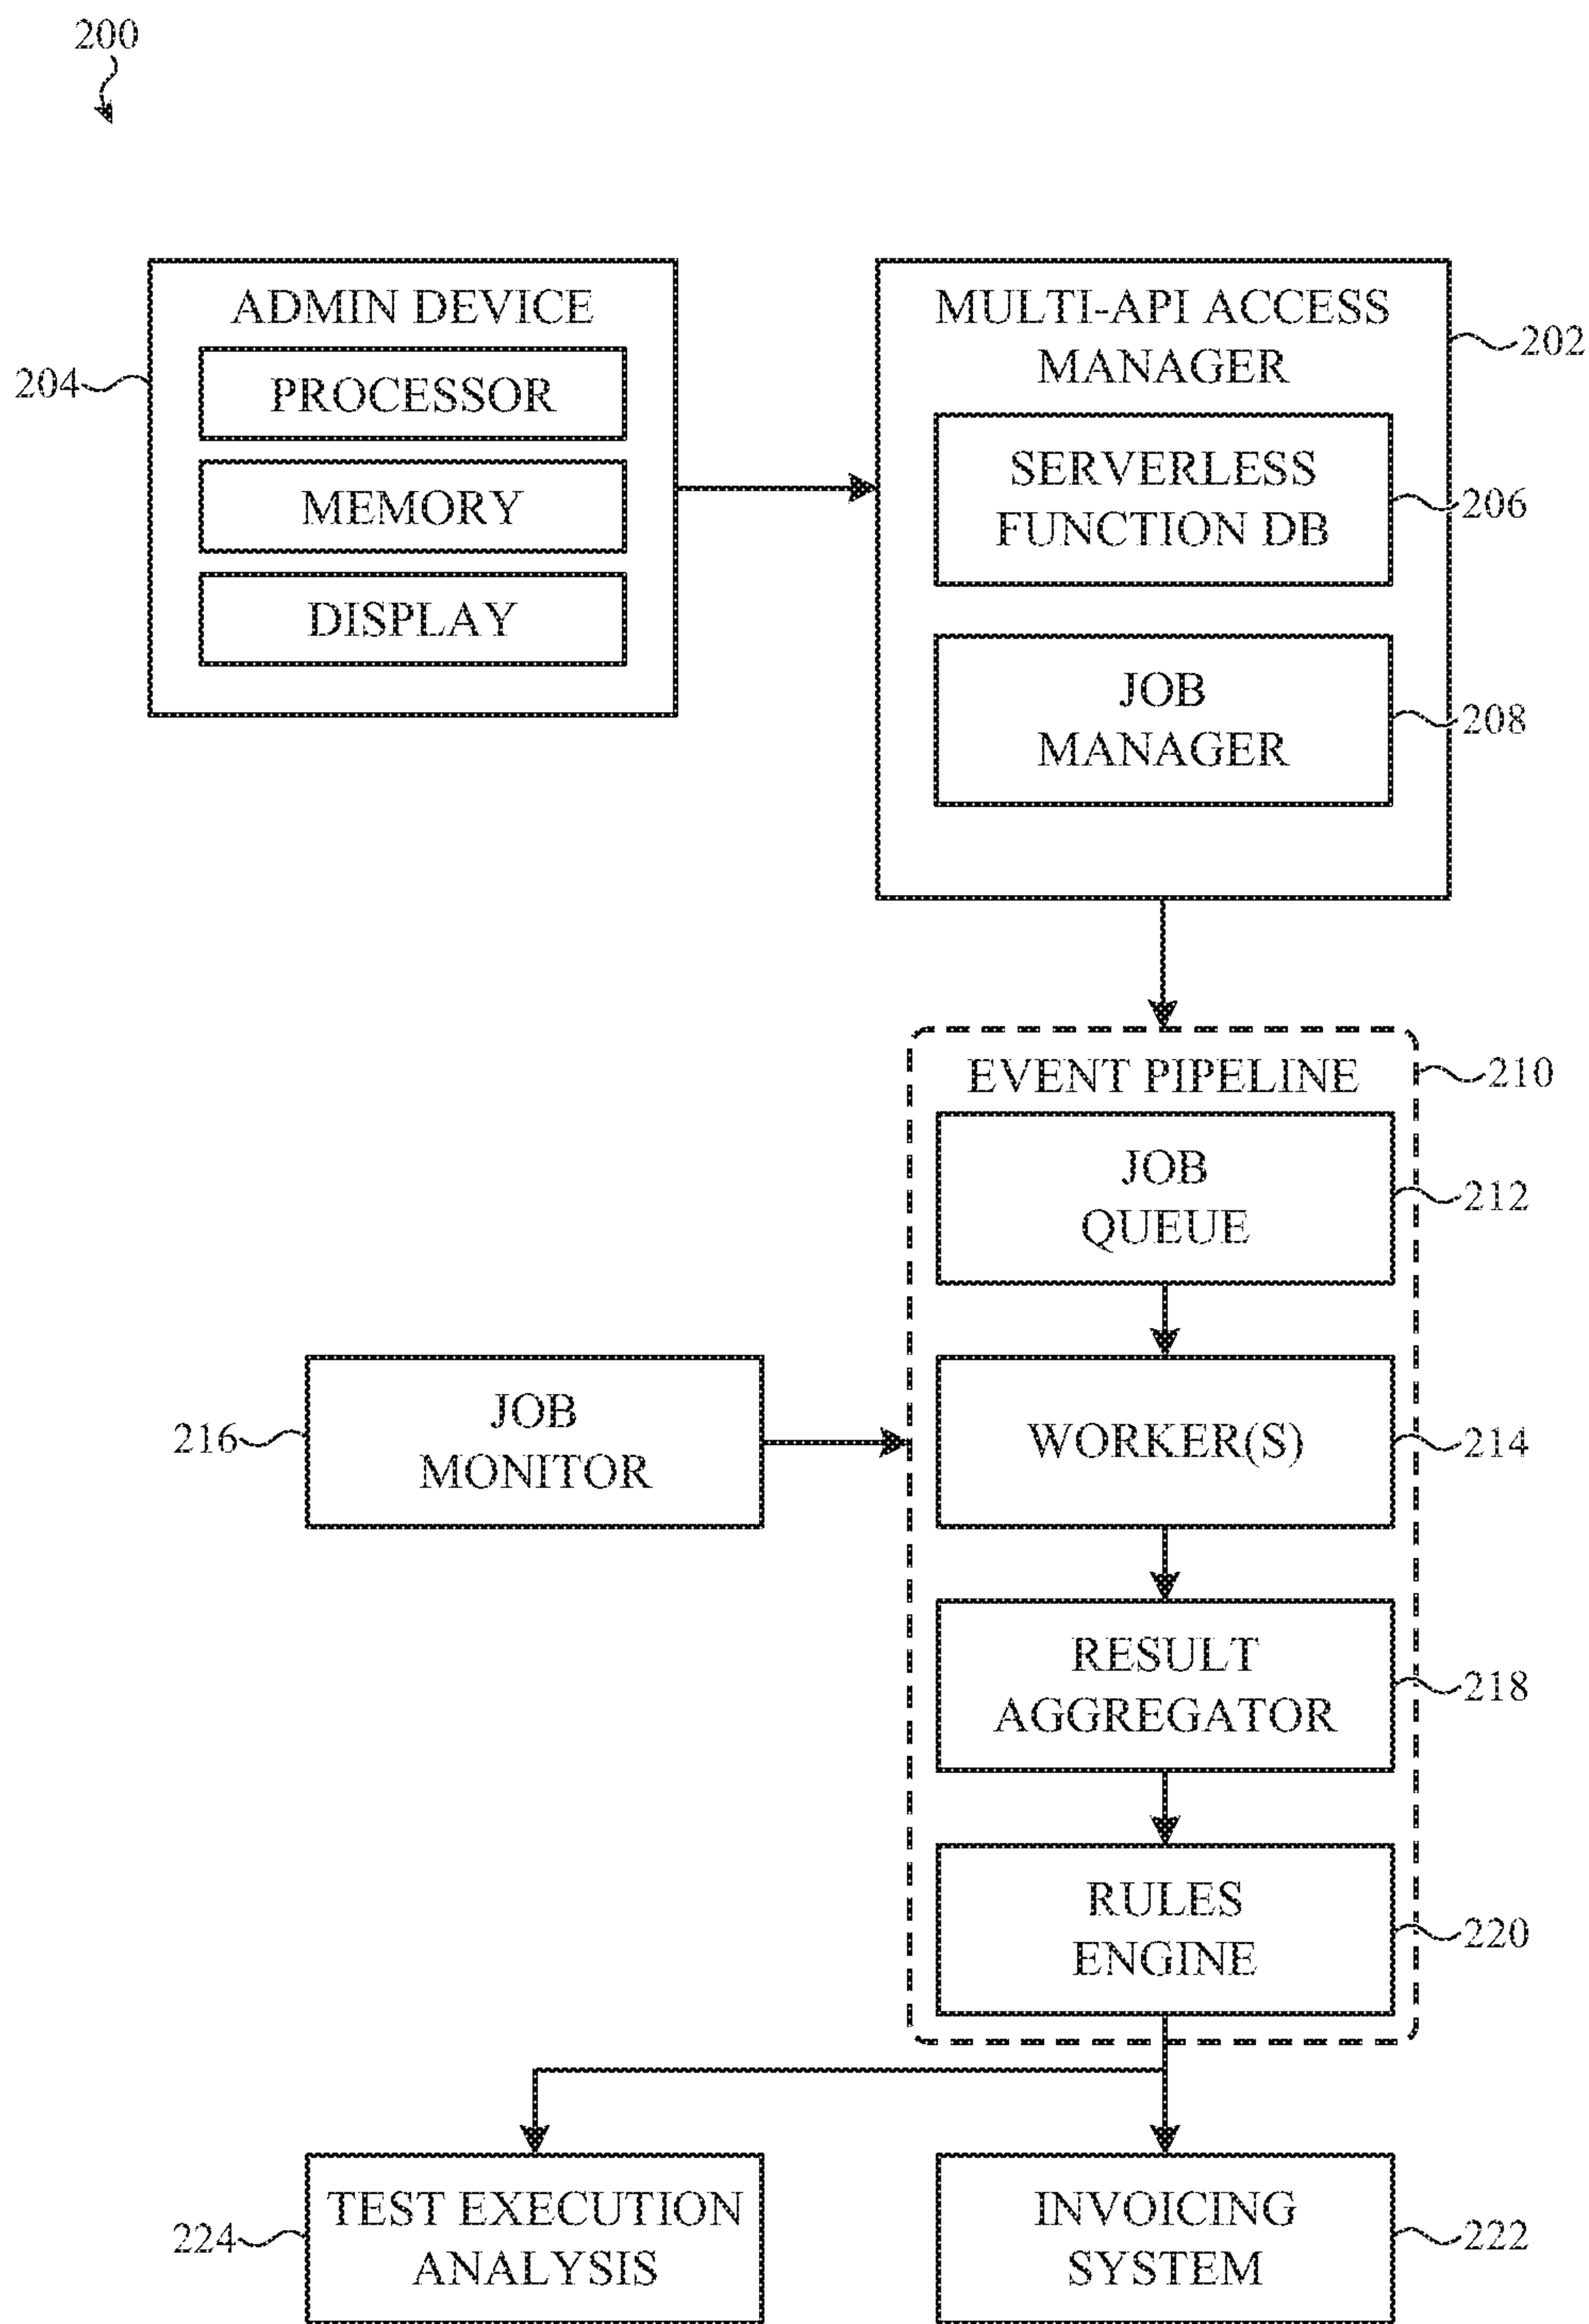 200
ADMIN DEVICE
PROCESSOR
MEMORY
DISPLAY
204
MULTI-API ACCESS
MANAGER
202
SERVERLESS
FUNCTION DB
206
JOB
MANAGER
208
EVENT PIPELINE
210
JOB
QUEUE
212
JOB
MONITOR
216
WORKER(S)
214
RESULT
AGGREGATOR
218
RULES
ENGINE
220
TEST EXECUTION
ANALYSIS
224
INVOICING
SYSTEM
222